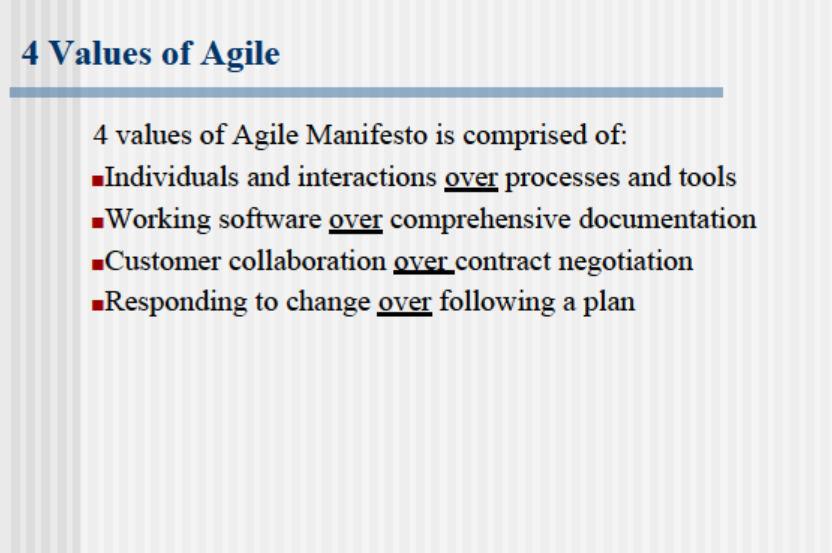 4 Values of Agile
4 values of Agile Manifesto is comprised of:
■Individuals and interactions over processes and tools
■Working software over comprehensive documentation
■Customer collaboration over contract negotiation
■Responding to change over following a plan